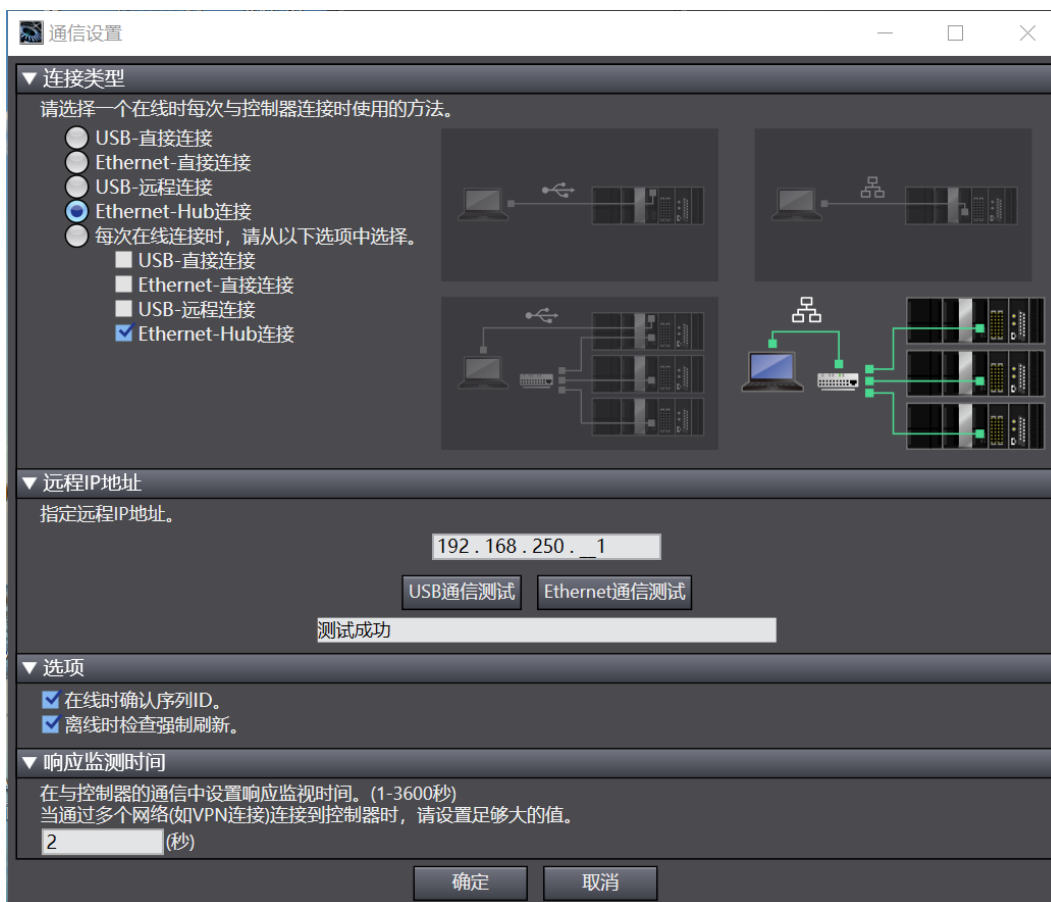 通信设置
▼ 连接类型
请选择一个在线时每次与控制器连接时使用的方法。
USB-直接连接
Ethernet-直接连接
USB-远程连接
Ethernet-Hub连接
每次在线连接时，请从以下选项中选择。
USB-直接连接
Ethernet-直接连接
USB-远程连接
Ethernet-Hub连接
▼ 远程IP地址
指定远程IP地址。
192 . 168 . 250 . __1
USB通信测试 Ethernet通信测试
测试成功
▼ 选项
在线时确认序列ID。
离线时检查强制刷新。
▼ 响应监测时间
在与控制器的通信中设置响应监视时间。(1-3600秒)
当通过多个网络(如VPN连接)连接到控制器时，请设置足够大的值。
2 (秒)
确定 取消